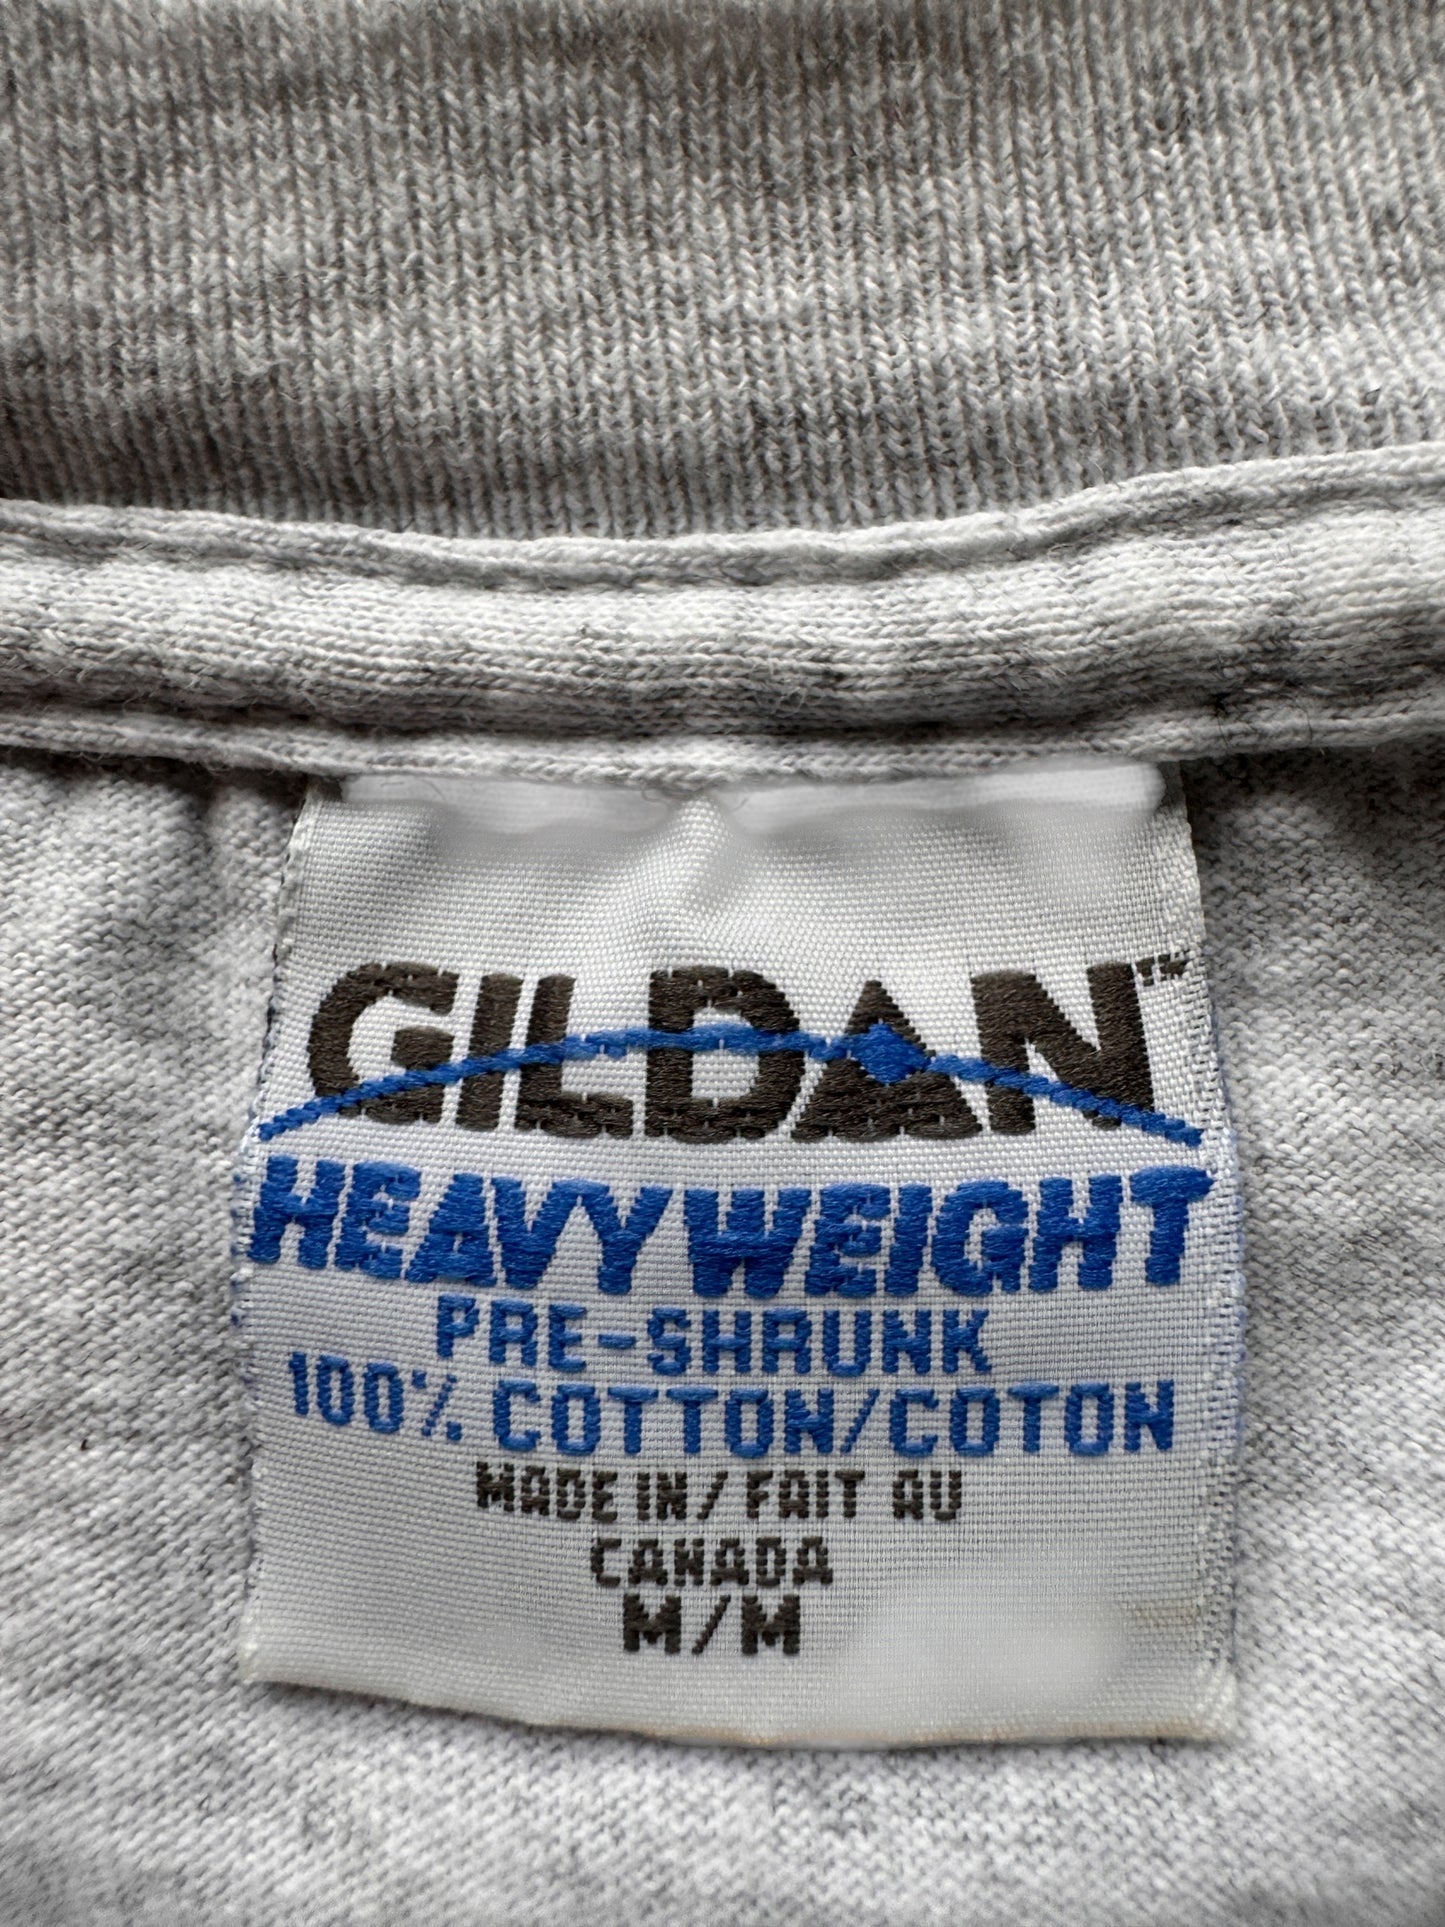 GILDAN™
HEAVYWEIGHT
PRE-SHRUNK
100% COTTON/COTON
MADE IN/FAIT AU
CANADA
M/M